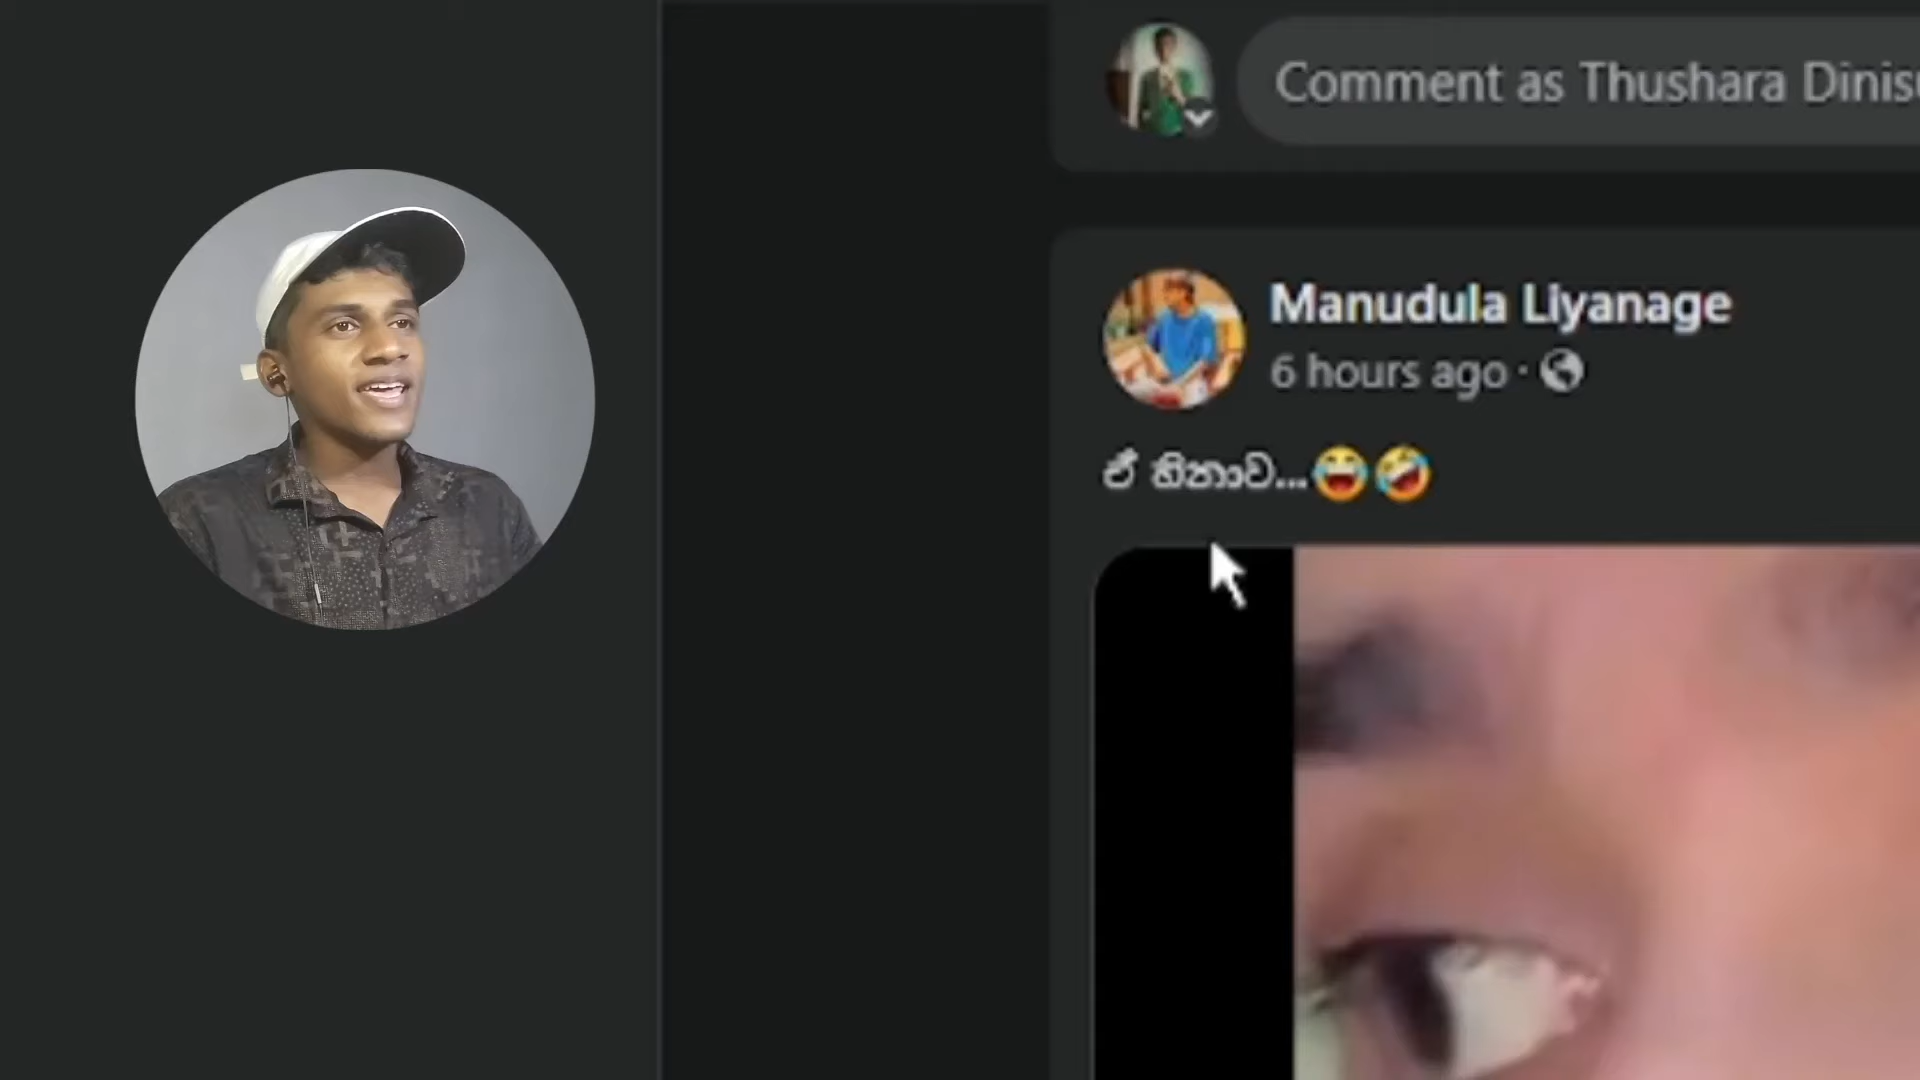 Comment as Thushara Dinis
Manudula Liyanage
6 hours ago ·
ඒ හිනාව...😂🤣